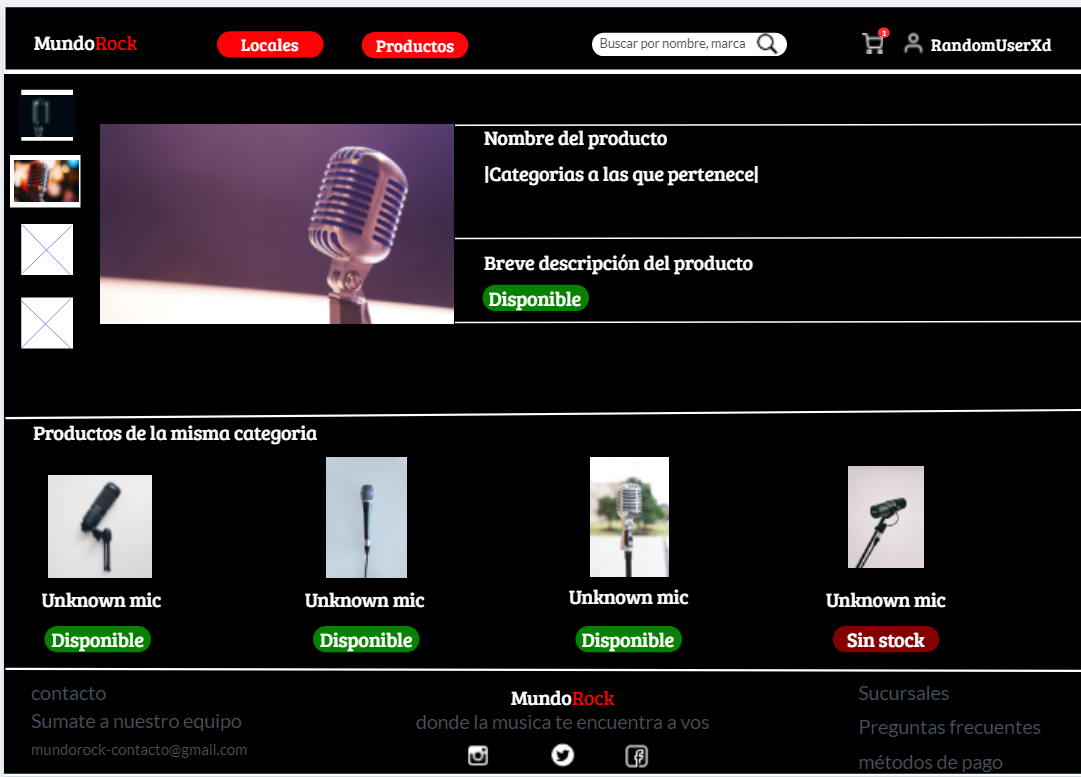 MundoRock
Locales
Productos
Buscar por nombre, marca
1
RandomUserXd
Nombre del producto
|Categorias a las que pertenece|
Breve descripción del producto
Disponible
Productos de la misma categoria
Unknown mic
Unknown mic
Unknown mic
Unknown mic
Disponible
Disponible
Disponible
Sin stock
contacto
Sumate a nuestro equipo
mundorock-contacto@gmail.com
MundoRock
donde la musica te encuentra a vos
Sucursales
Preguntas frecuentes
métodos de pago